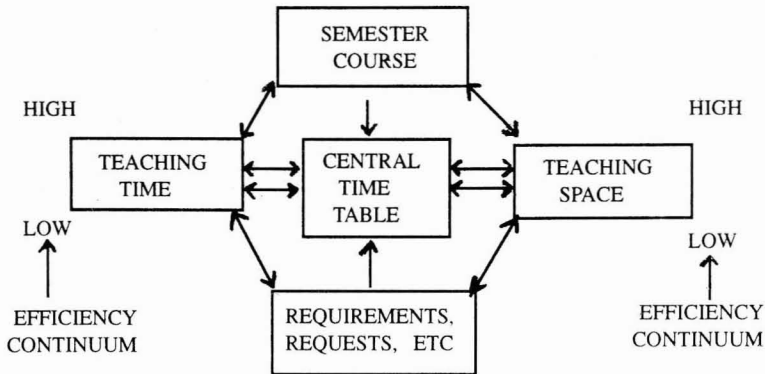 SEMESTER
COURSE
HIGH
HIGH
TEACHING
TIME
CENTRAL
TIME
TABLE
TEACHING
SPACE
LOW
LOW
EFFICIENCY
CONTINUUM
REQUIREMENTS,
REQUESTS, ETC
EFFICIENCY
CONTINUUM